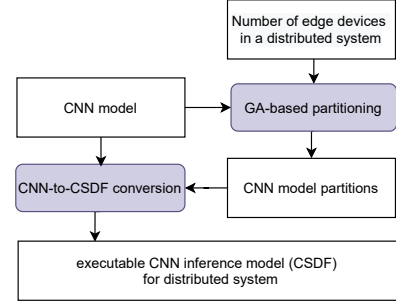 Number of edge devices
in a distributed system
CNN model
GA-based partitioning
CNN-to-CSDF conversion
CNN model partitions
executable CNN inference model (CSDF)
for distributed system